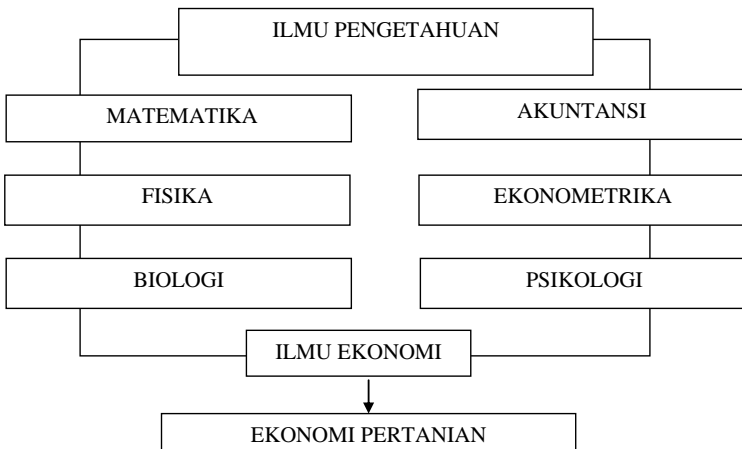 ILMU PENGETAHUAN
MATEMATIKA
AKUNTANSI
FISIKA
EKONOMETRIKA
BIOLOGI
PSIKOLOGI
ILMU EKONOMI
EKONOMI PERTANIAN